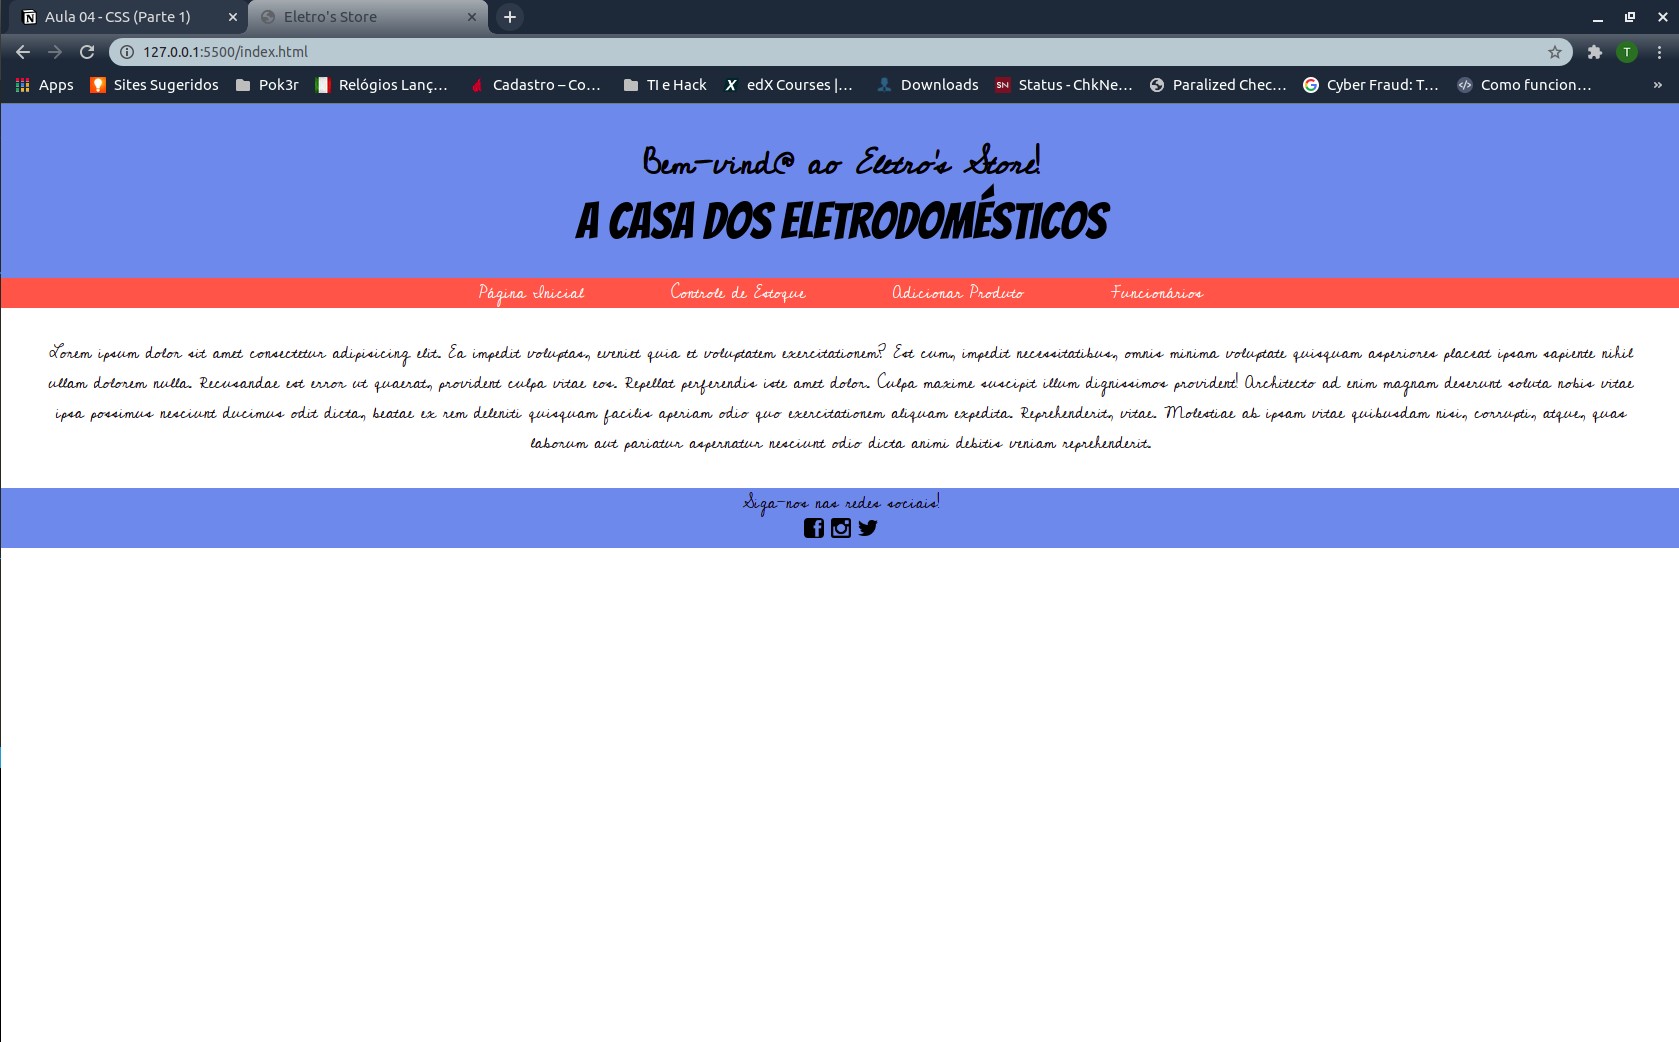 Aula 04 - CSS (Parte 1)
Eletro's Store
127.0.0.1:5500/index.html
T
Apps
Sites Sugeridos
Pok3r
Relógios Lanç...
Cadastro – Co...
TI e Hack
edX Courses |...
Downloads
SN
Status - ChkNe...
Paralized Chec...
Cyber Fraud: T...
Como funcion...
»
Bem-vind@ ao Eletro's Store!
A CASA DOS ELETRODOMÉSTICOS
Página Inicial
Controle de Estoque
Adicionar Produto
Funcionários
Lorem ipsum dolor sit amet consectetur adipisicing elit. Ea impedit voluptas, eveniet quia et voluptatem exercitationem? Est cum, impedit necessitatibus, omnis minima voluptate quisquam asperiores placeat ipsam sapiente nihil
ullam dolorem nulla. Recusandae est error ut quaerat, provident culpa vitae eos. Repellat perferendis iste amet dolor. Culpa maxime suscipit illum dignissimos provident! Architecto ad enim magnam deserunt soluta nobis vitae
ipsa possimus nesciunt ducimus odit dicta, beatae ex rem deleniti quisquam facilis aperiam odio quo exercitationem aliquam expedita. Reprehenderit, vitae. Molestiae ab ipsam vitae quibusdam nisi, corrupti, atque, quas
laborum aut pariatur aspernatur nesciunt odio dicta animi debitis veniam reprehenderit.
Siga-nos nas redes sociais!